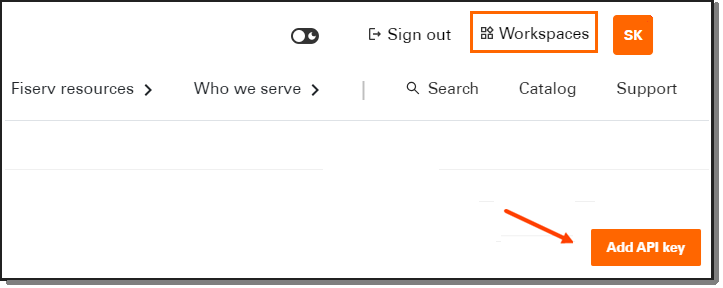 Sign out Workspaces SK
Fiserv resources Who we serve | Search Catalog Support
Add API key